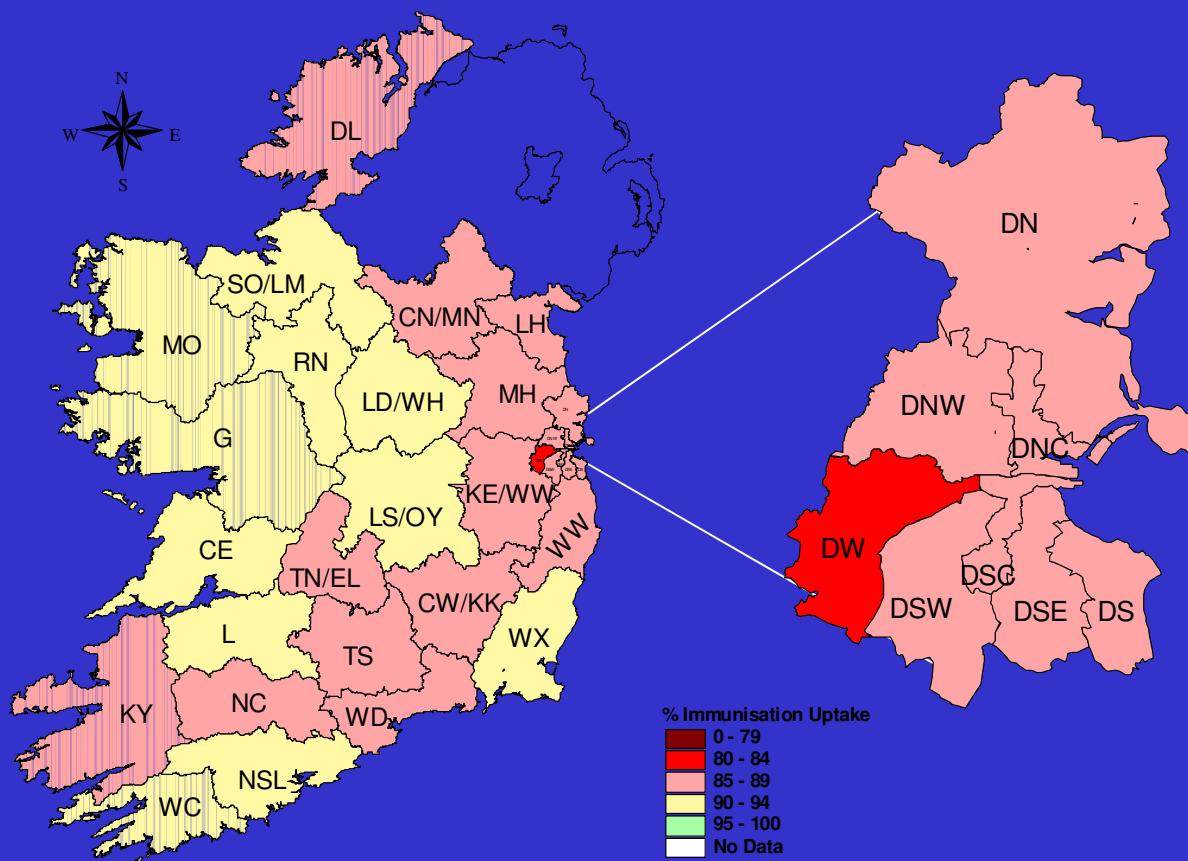 N
W E
S
DL
SO/LM
CN/MN
LH
MO
RN
MH
LD/WH
G
DN
DNW
KE/WW
LS/OY
WW
CE
TN/EL
CW/KK
L
WX
TS
KY
NC
WD
NSL
WC
DN
DNW
DNC
DW
DSC
DSW
DSE
DS
% Immunisation Uptake
0 - 79
80 - 84
85 - 89
90 - 94
95 - 100
No Data